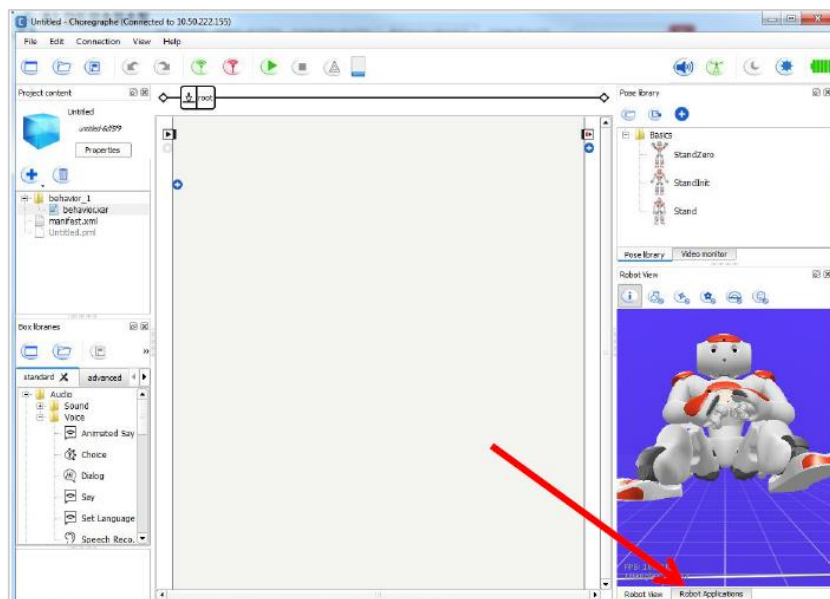 Untitled - Choregraphe (Connected to 10.50.222.155)
File Edit Connection View Help
Project content
Untitled
Properties
behavior_1
behavior.xar
manifest.xml
Untitled.pml
Box libraries
standard advanced
Audio
Sound
Voice
Animated Say
Choice
Dialog
Say
Set Language
Speech Reco.
root
Pose library
Basics
StandZero
StandInit
Stand
Pose library Video monitor
Robot View
Robot View Robot Applications